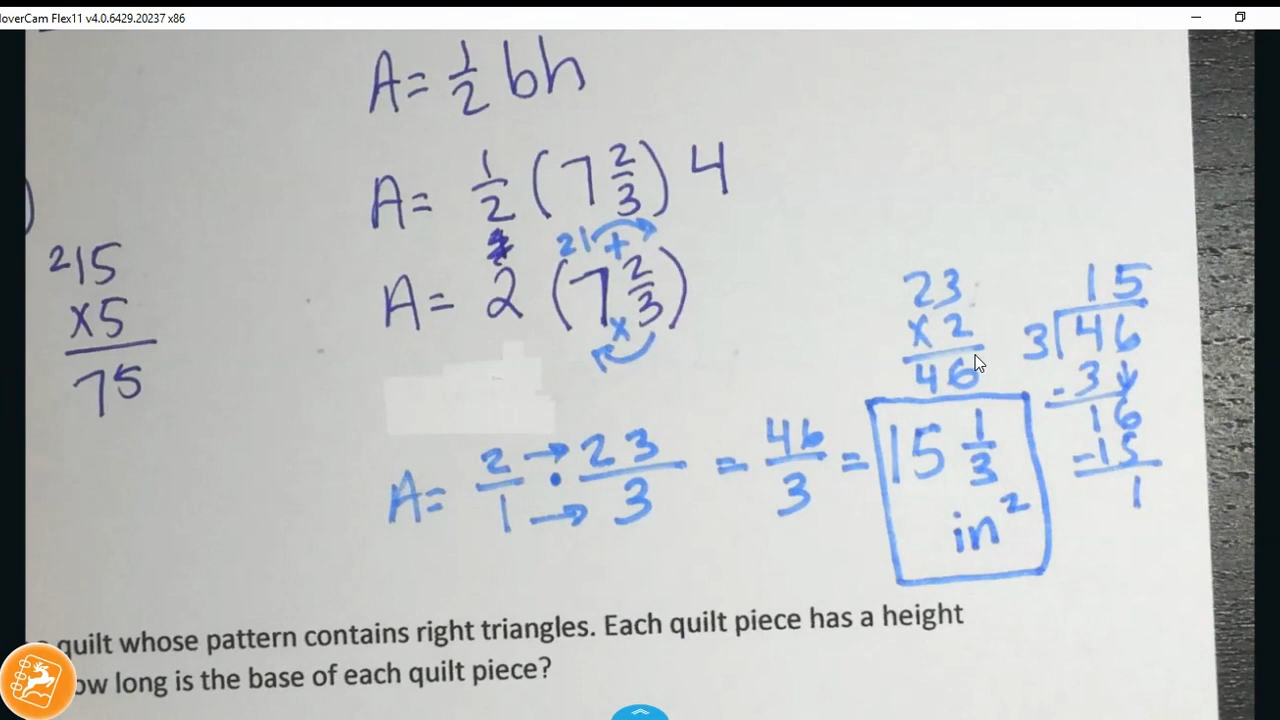 loverCam Flex11 v4.0.6429.20237 x86
A = 1/2 bh
A = 1/2 (7 2/3) 4
21 +
A = 2 (7 2/3)
x
215
x5
75
23
x2
46
15
3 46
-3
16
-15
1
A = 2/1 · 23/3 = 46/3 = 15 1/3
in²
quilt whose pattern contains right triangles. Each quilt piece has a height
ow long is the base of each quilt piece?